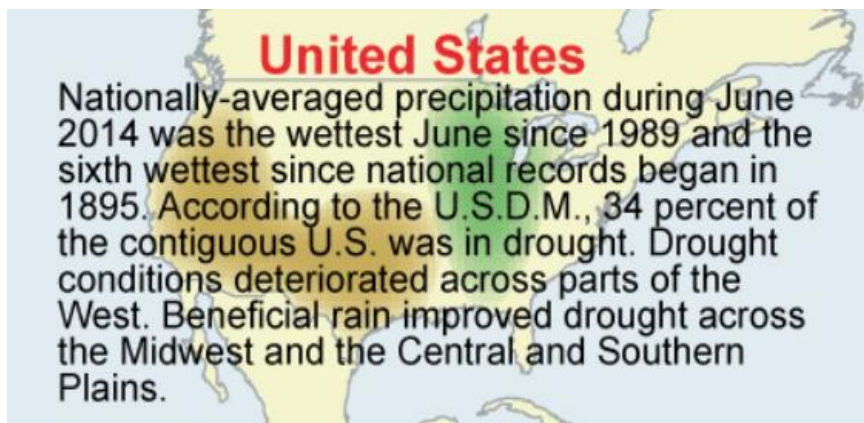 United States
Nationally-averaged precipitation during June
2014 was the wettest June since 1989 and the
sixth wettest since national records began in
1895. According to the U.S.D.M., 34 percent of
the contiguous U.S. was in drought. Drought
conditions deteriorated across parts of the
West. Beneficial rain improved drought across
the Midwest and the Central and Southern
Plains.